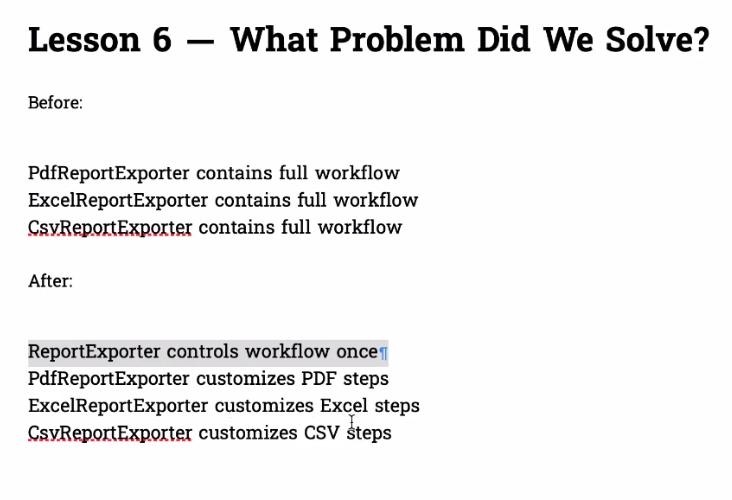 Lesson 6 — What Problem Did We Solve?
Before:
PdfReportExporter contains full workflow
ExcelReportExporter contains full workflow
CsvReportExporter contains full workflow
After:
ReportExporter controls workflow once¶
PdfReportExporter customizes PDF steps
ExcelReportExporter customizes Excel steps
CsvReportExporter customizes CSV steps